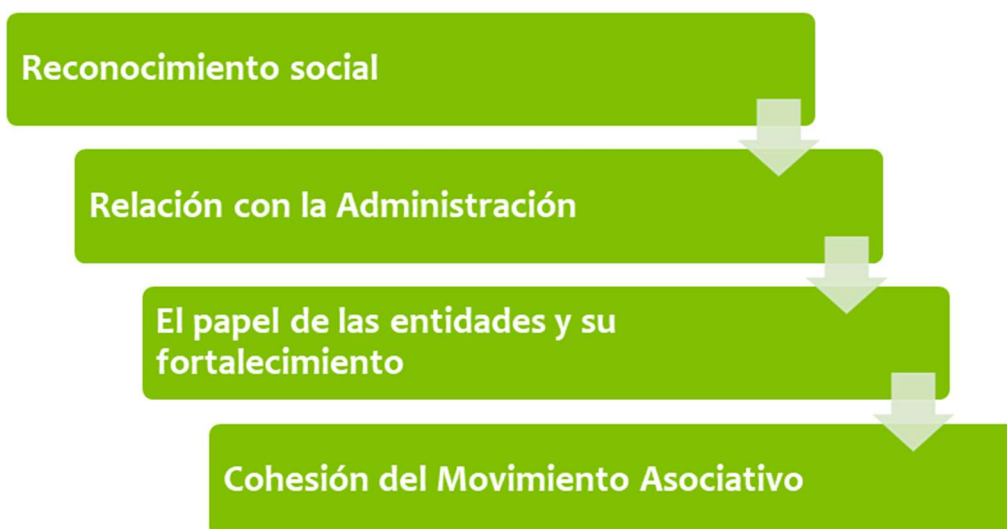 Reconocimiento social
Relación con la Administración
El papel de las entidades y su
fortalecimiento
Cohesión del Movimiento Asociativo